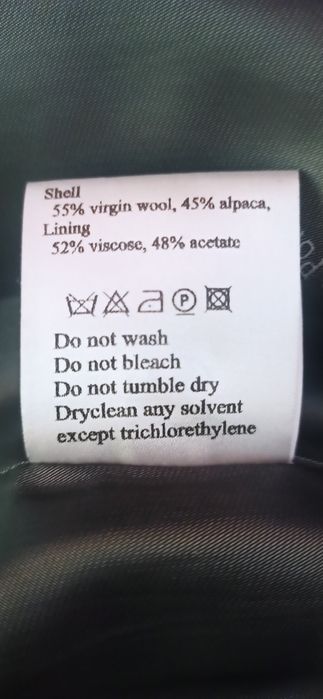 Shell
55% virgin wool, 45% alpaca,
Lining
52% viscose, 48% acetate
P
Do not wash
Do not bleach
Do not tumble dry
Dryclean any solvent
except trichlorethylene